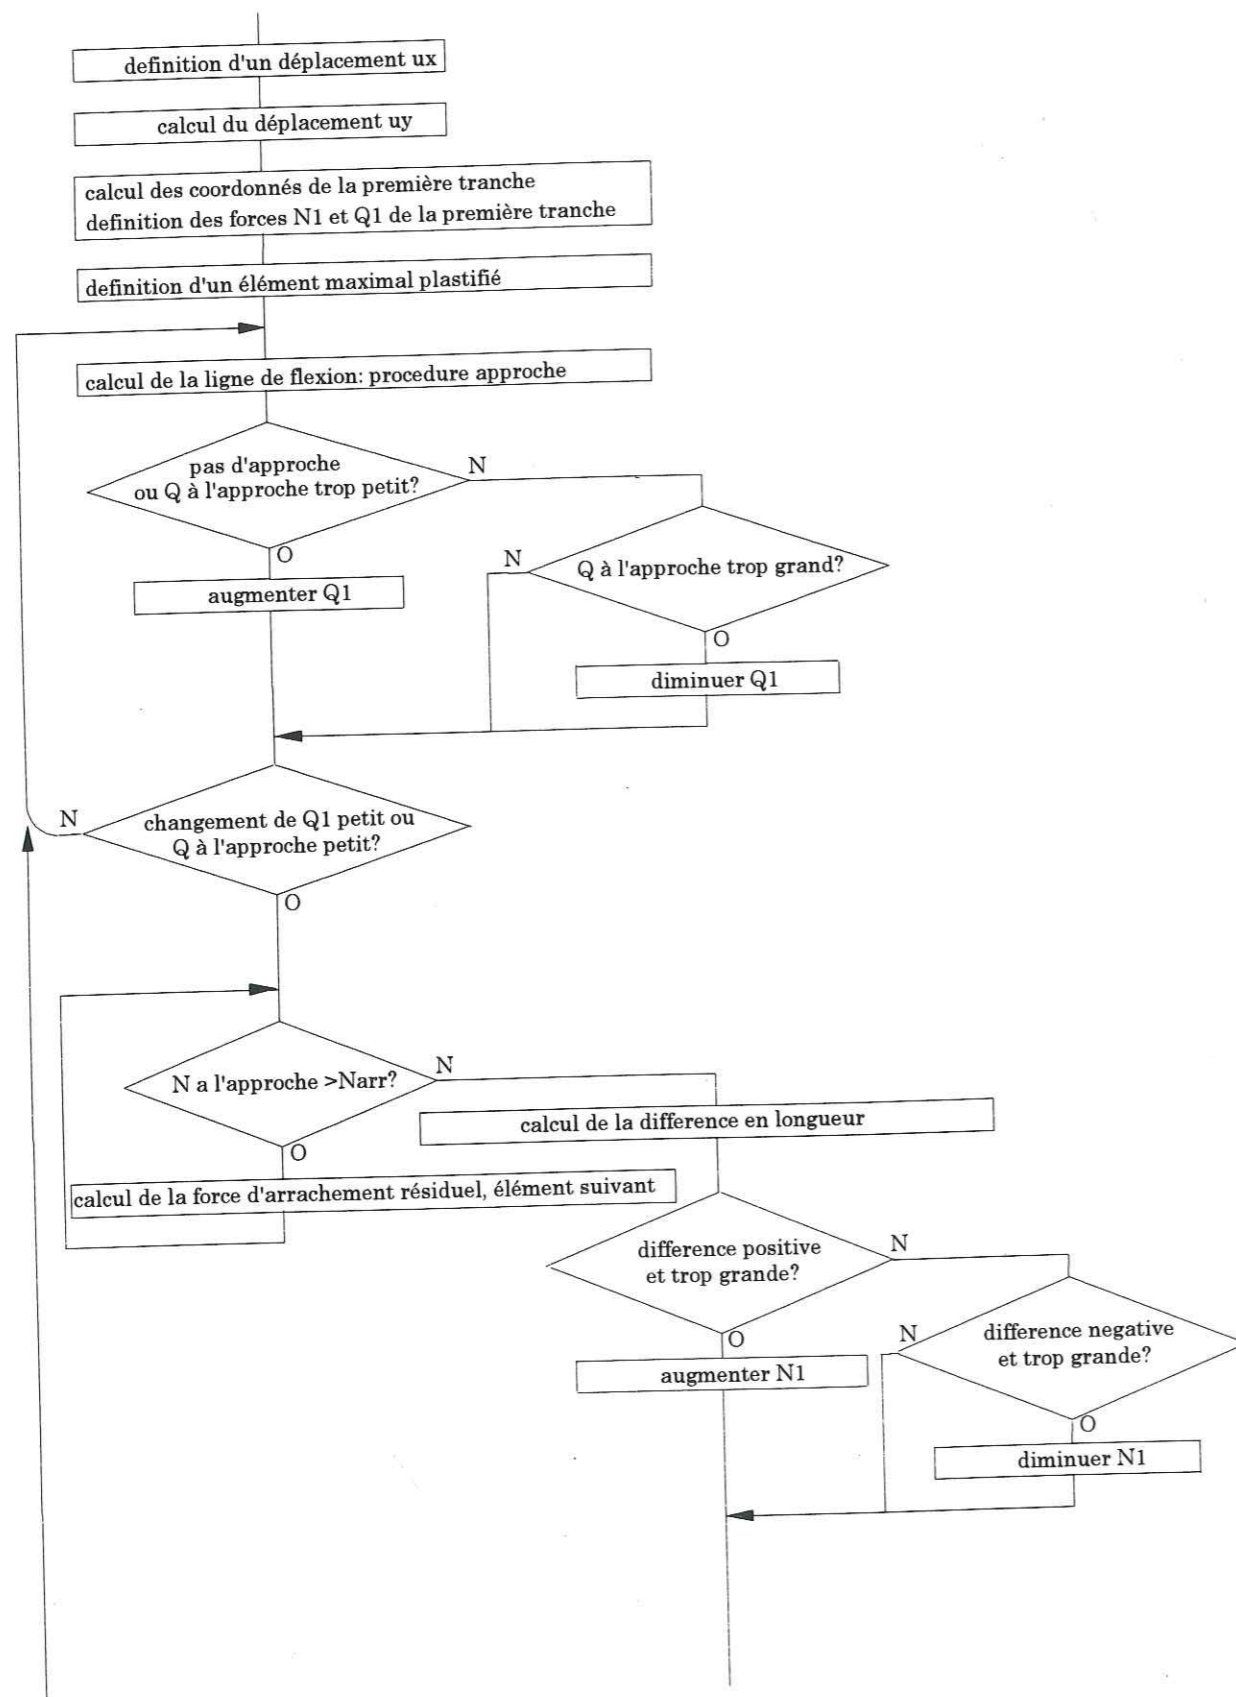 definition d'un déplacement ux
calcul du déplacement uy
calcul des coordonnés de la première tranche
definition des forces N1 et Q1 de la première tranche
definition d'un élément maximal plastifié
calcul de la ligne de flexion: procedure approche
pas d'approche
ou Q à l'approche trop petit?
N
O
augmenter Q1
N
Q à l'approche trop grand?
O
diminuer Q1
N
changement de Q1 petit ou
Q à l'approche petit?
O
N a l'approche >Narr?
N
O
calcul de la difference en longueur
calcul de la force d'arrachement résiduel, élément suivant
difference positive
et trop grande?
N
O
augmenter N1
N
difference negative
et trop grande?
O
diminuer N1